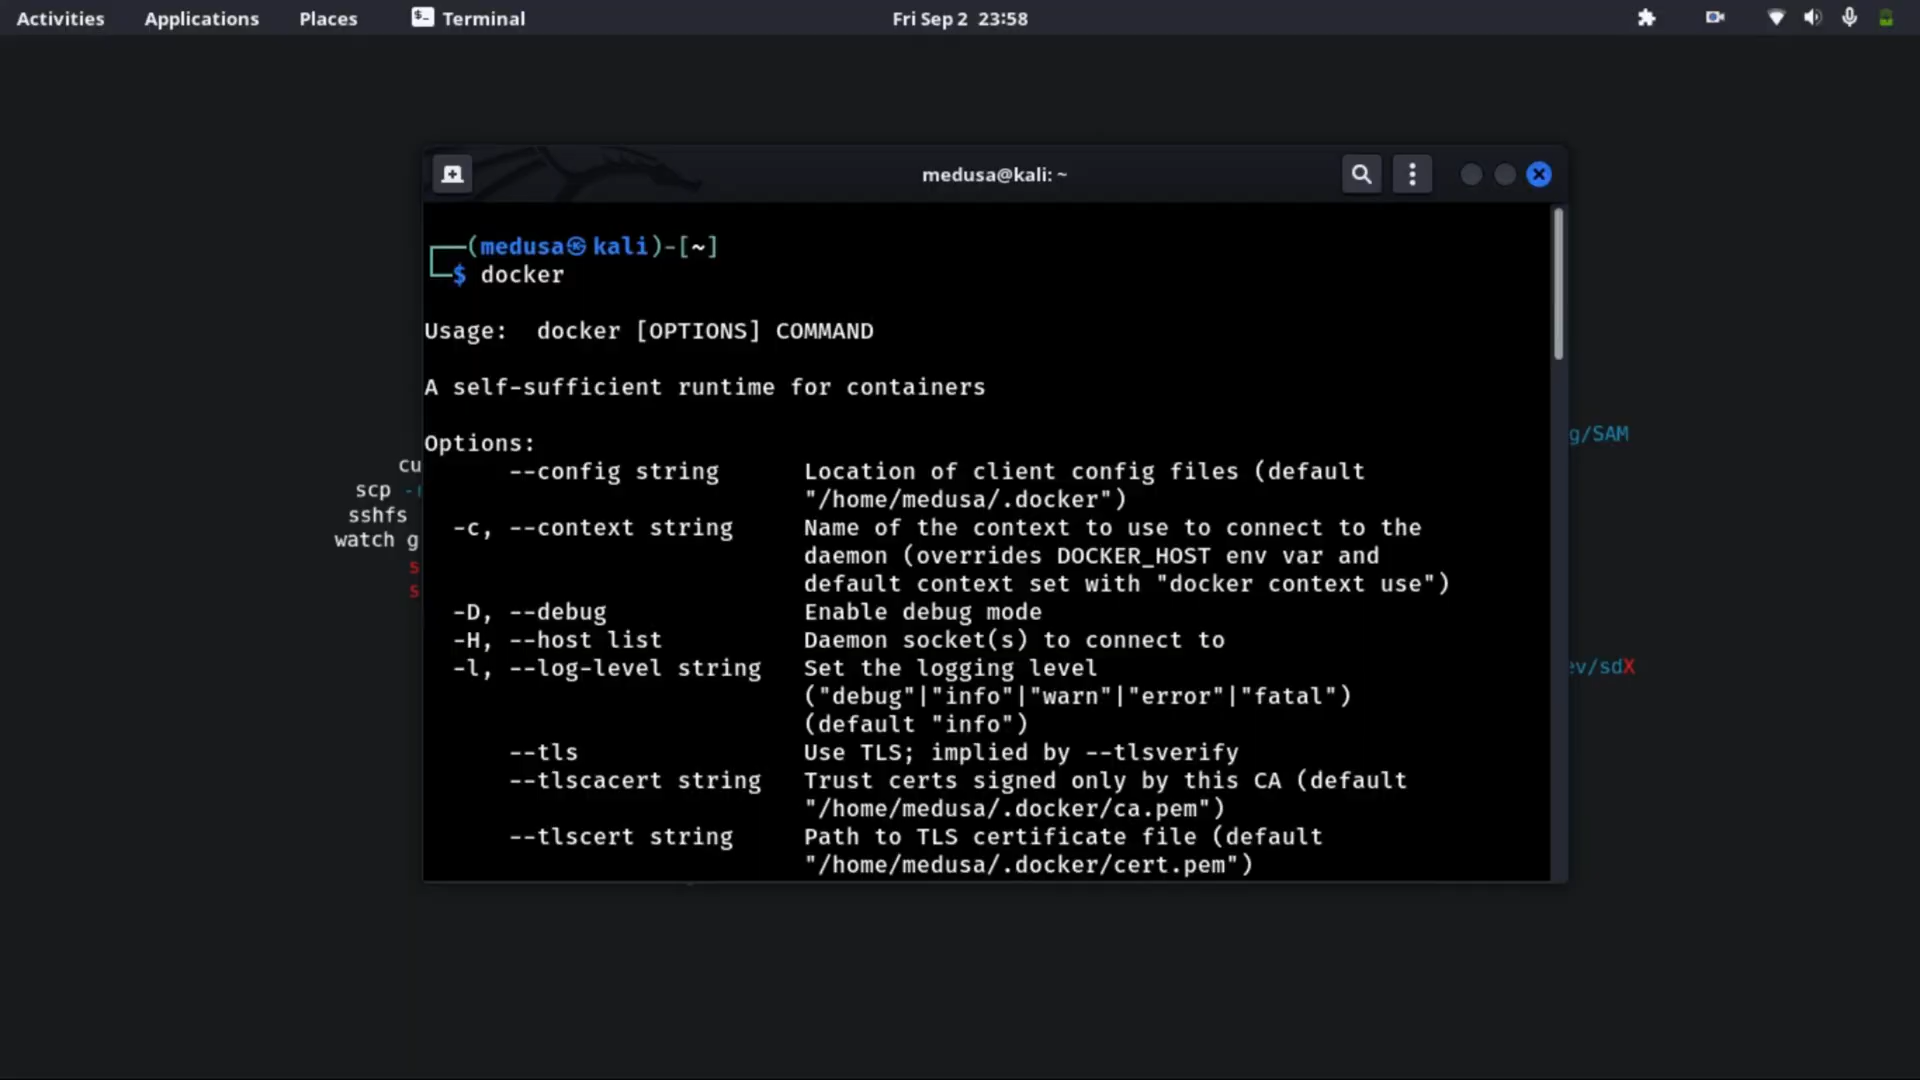 Activities Applications Places Terminal Fri Sep 2 23:58
medusa@kali: ~
(medusa㉿kali)-[~]
$ docker
Usage:  docker [OPTIONS] COMMAND
A self-sufficient runtime for containers
Options:
--config string Location of client config files (default
"/home/medusa/.docker")
-c, --context string Name of the context to use to connect to the
daemon (overrides DOCKER_HOST env var and
default context set with "docker context use")
-D, --debug Enable debug mode
-H, --host list Daemon socket(s) to connect to
-l, --log-level string Set the logging level
("debug"|"info"|"warn"|"error"|"fatal")
(default "info")
--tls Use TLS; implied by --tlsverify
--tlscacert string Trust certs signed only by this CA (default
"/home/medusa/.docker/ca.pem")
--tlscert string Path to TLS certificate file (default
"/home/medusa/.docker/cert.pem")
cu
scp -r
sshfs
watch g
s
s
g/SAM
ev/sdX